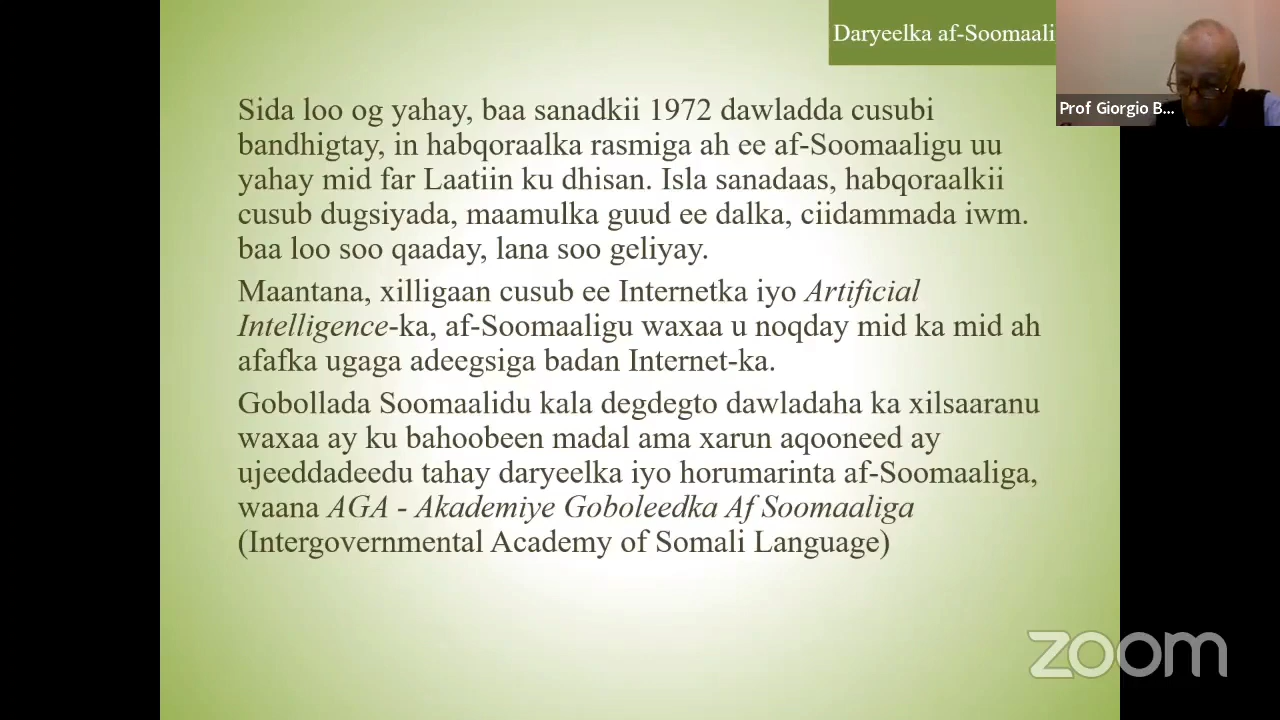 Daryeelka af-Soomaali
Prof Giorgio B...
Sida loo og yahay, baa sanadkii 1972 dawladda cusubi
bandhigtay, in habqoraalka rasmiga ah ee af-Soomaaligu uu
yahay mid far Laatiin ku dhisan. Isla sanadaas, habqoraalkii
cusub dugsiyada, maamulka guud ee dalka, ciidammada iwm.
baa loo soo qaaday, lana soo geliyay.
Maantana, xilligaan cusub ee Internetka iyo Artificial
Intelligence-ka, af-Soomaaligu waxaa u noqday mid ka mid ah
afafka ugaga adeegsiga badan Internet-ka.
Gobollada Soomaalidu kala degdegto dawladaha ka xilsaaranu
waxaa ay ku bahoobeen madal ama xarun aqooneed ay
ujeeddadeedu tahay daryeelka iyo horumarinta af-Soomaaliga,
waana AGA - Akademiye Goboleedka Af Soomaaliga
(Intergovernmental Academy of Somali Language)
zoom